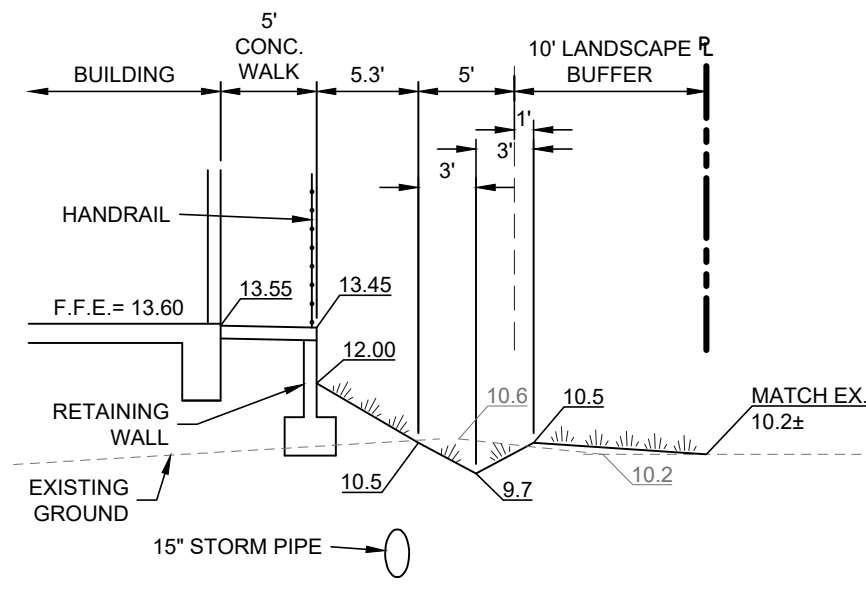 5'
CONC.
WALK
BUILDING
5.3'
5'
10' LANDSCAPE
BUFFER
PL
1'
3'
3'
HANDRAIL
13.55
13.45
F.F.E.= 13.60
12.00
RETAINING
WALL
10.6
10.5
MATCH EX.
10.2±
10.5
9.7
10.2
EXISTING
GROUND
15" STORM PIPE